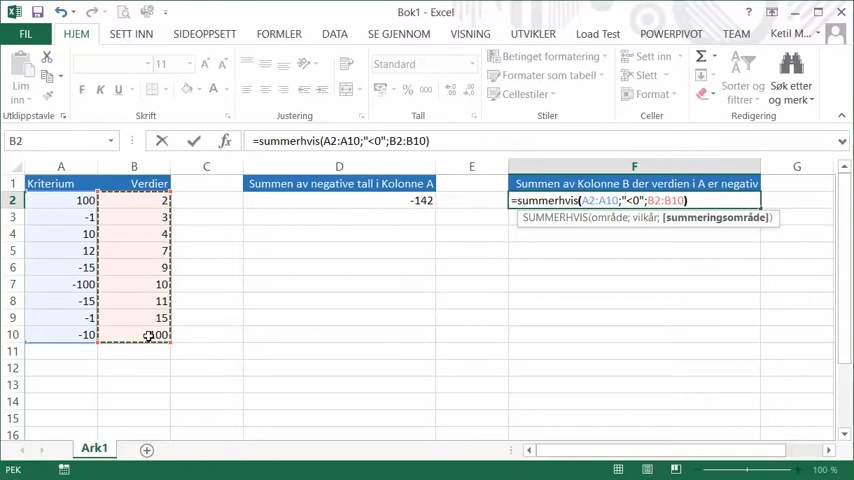 Bok1 - Excel
FIL HJEM SETT INN SIDEOPPSETT FORMLER DATA SE GJENNOM VISNING UTVIKLER Load Test POWERPIVOT TEAM Ketil M...
Lim inn
11
F K U
Standard
Betinget formatering
Formater som tabell
Cellestiler
Sett inn
Slett
Format
Sorter og filtrer
Søk og merk
Utklippstavle Skrift Justering Tall Stiler Celler Redigering
B2 =summerhvis(A2:A10;"<0";B2:B10)
A B C D E F G
1 Kriterium Verdier Summen av negative tall i Kolonne A Summen av Kolonne B der verdien i A er negativ
2 100 2 -142 =summerhvis(A2:A10;"<0";B2:B10)
3 -1 3 SUMMERHVIS(område; vilkår; [summeringsområde])
4 10 4
5 12 7
6 -15 9
7 -100 10
8 -15 11
9 -1 15
10 -10
11
12
13
14
15
16
Ark1
PEK 100 %